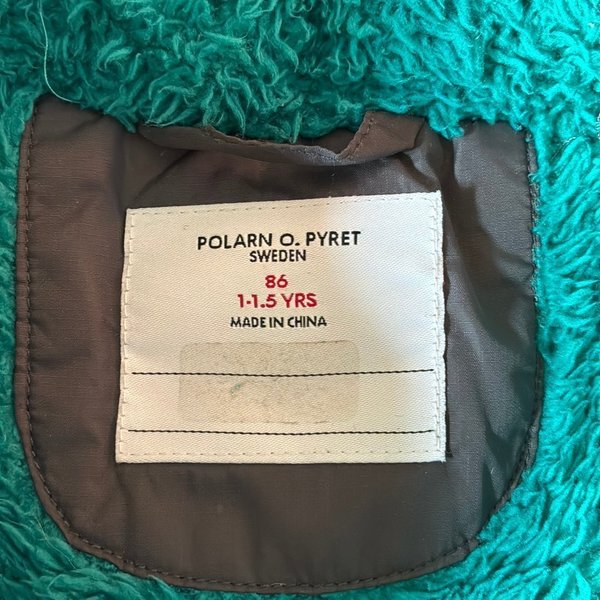 POLARN O. PYRET
SWEDEN
86
1-1.5 YRS
MADE IN CHINA